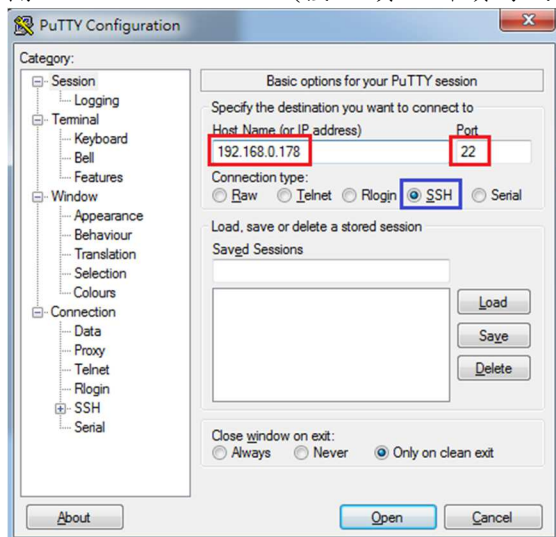 PuTTY Configuration
Category:
Session
Logging
Terminal
Keyboard
Bell
Features
Window
Appearance
Behaviour
Translation
Selection
Colours
Connection
Data
Proxy
Telnet
Rlogin
SSH
Serial
Basic options for your PuTTY session
Specify the destination you want to connect to
Host Name (or IP address) Port
192.168.0.178 22
Connection type:
Raw Telnet Rlogin SSH Serial
Load, save or delete a stored session
Saved Sessions
Load
Save
Delete
Close window on exit:
Always Never Only on clean exit
About Open Cancel